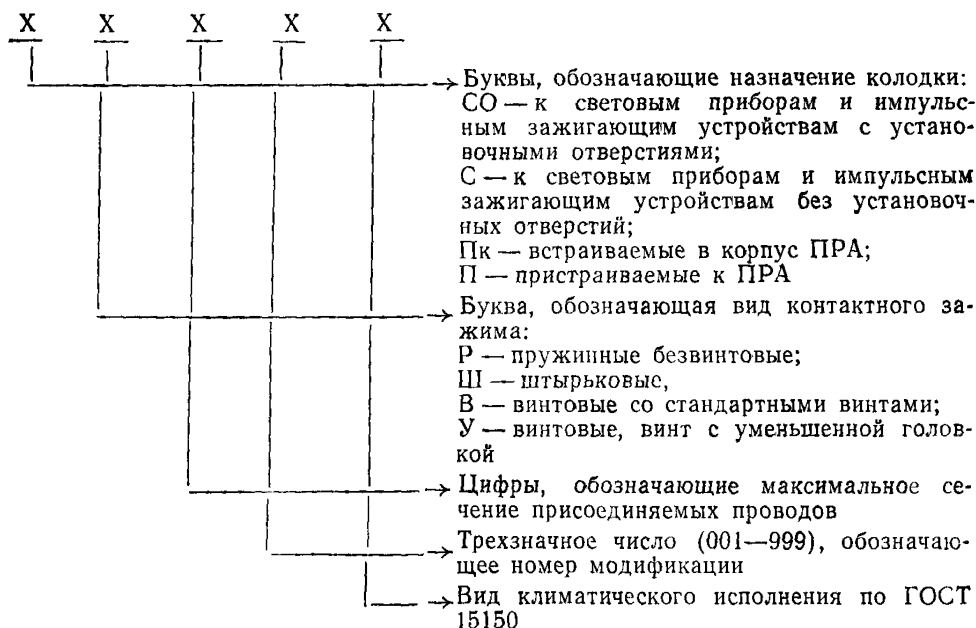 X X X X X
Буквы, обозначающие назначение колодки:
СО — к световым приборам и импульс-
ным зажигающим устройствам с устано-
вочными отверстиями;
С — к световым приборам и импульсным
зажигающим устройствам без установоч-
ных отверстий;
Пк — встраиваемые в корпус ПРА;
П — пристраиваемые к ПРА
Буква, обозначающая вид контактного за-
жима:
Р — пружинные безвинтовые;
Ш — штырьковые,
В — винтовые со стандартными винтами;
У — винтовые, винт с уменьшенной голов-
кой
Цифры, обозначающие максимальное се-
чение присоединяемых проводов
Трехзначное число (001—999), обозначаю-
щее номер модификации
Вид климатического исполнения по ГОСТ
15150